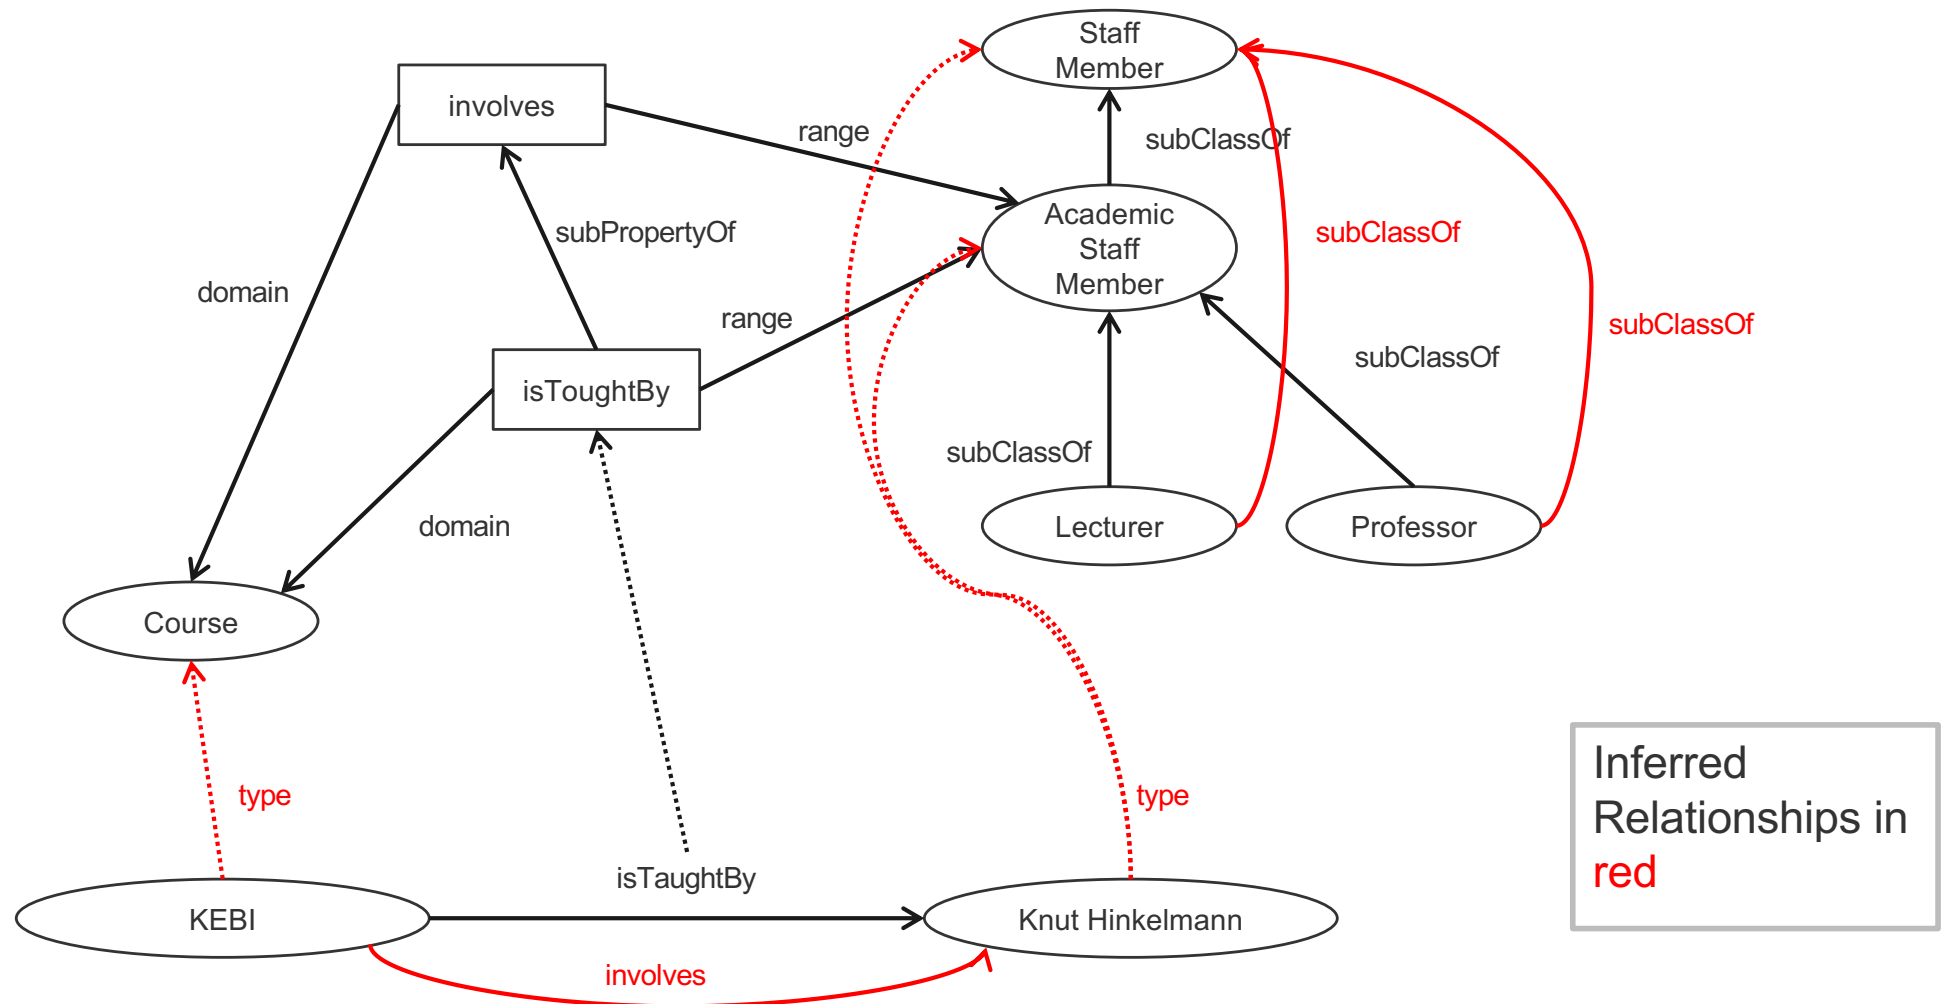 Staff
Member
involves
range
subClassOf
Academic
Staff
Member
subPropertyOf
subClassOf
domain
range
subClassOf
subClassOf
isToughtBy
subClassOf
domain
Lecturer
Professor
Course
type
type
Inferred
Relationships in
red
isTaughtBy
KEBI
Knut Hinkelmann
involves